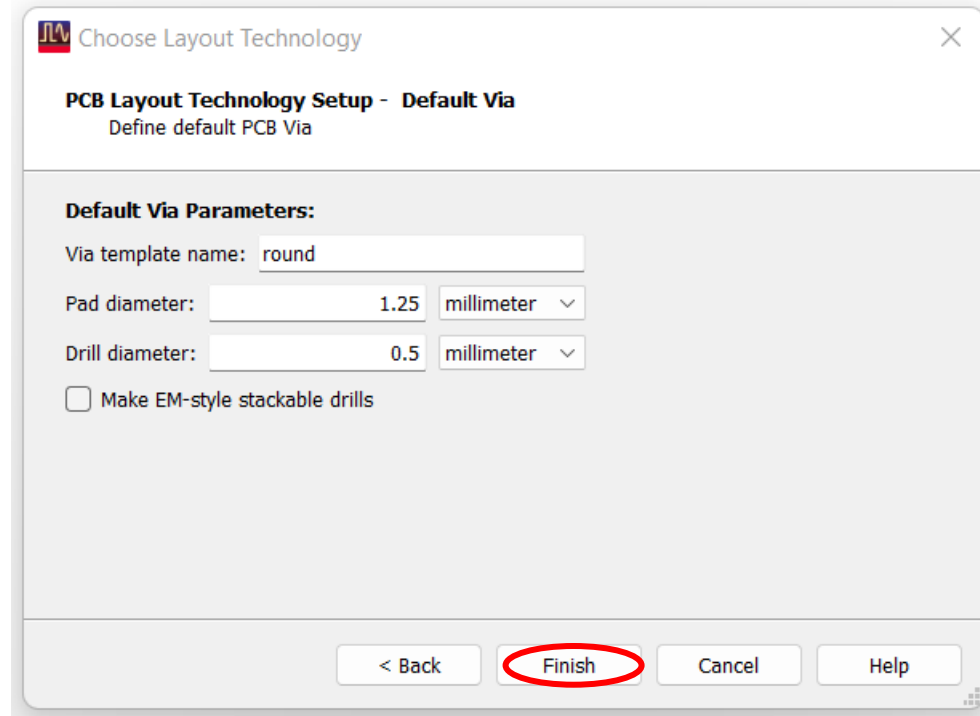 Choose Layout Technology
PCB Layout Technology Setup - Default Via
Define default PCB Via
Default Via Parameters:
Via template name: round
Pad diameter: 1.25 millimeter
Drill diameter: 0.5 millimeter
Make EM-style stackable drills
< Back Finish Cancel Help